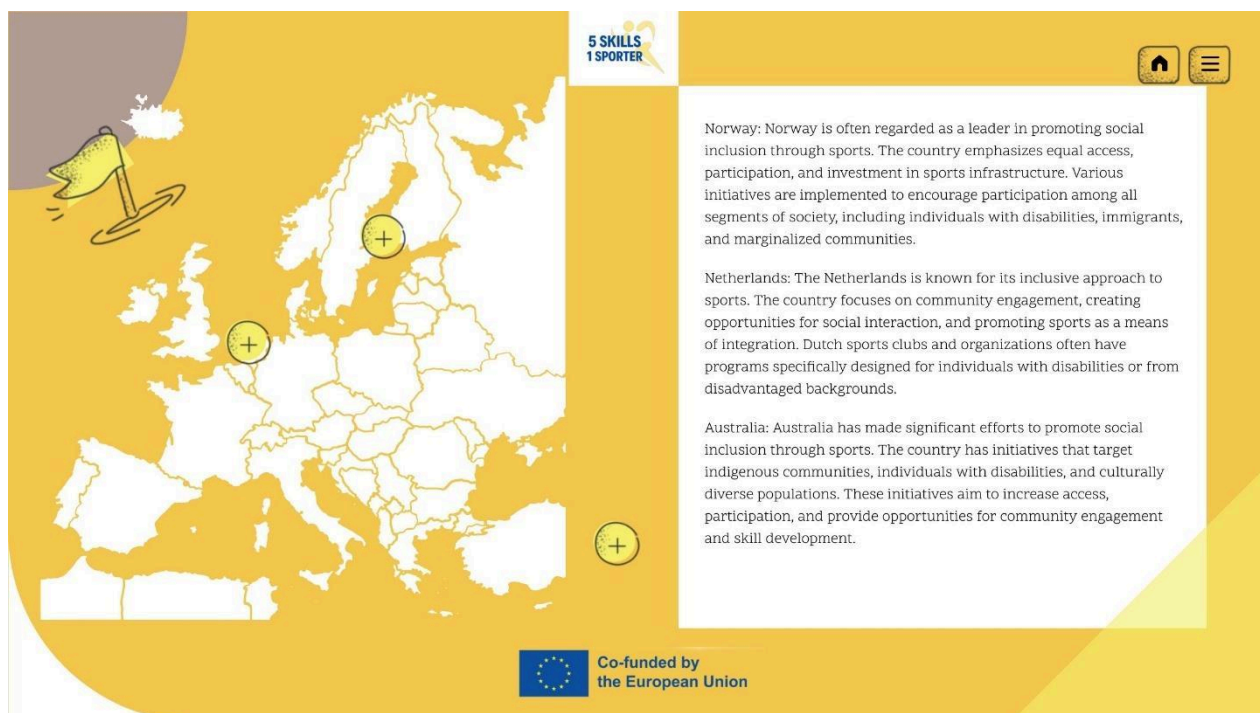 5 SKILLS
1 SPORTER
Norway: Norway is often regarded as a leader in promoting social
inclusion through sports. The country emphasizes equal access,
participation, and investment in sports infrastructure. Various
initiatives are implemented to encourage participation among all
segments of society, including individuals with disabilities, immigrants,
and marginalized communities.
Netherlands: The Netherlands is known for its inclusive approach to
sports. The country focuses on community engagement, creating
opportunities for social interaction, and promoting sports as a means
of integration. Dutch sports clubs and organizations often have
programs specifically designed for individuals with disabilities or from
disadvantaged backgrounds.
Australia: Australia has made significant efforts to promote social
inclusion through sports. The country has initiatives that target
indigenous communities, individuals with disabilities, and culturally
diverse populations. These initiatives aim to increase access,
participation, and provide opportunities for community engagement
and skill development.
Co-funded by
the European Union